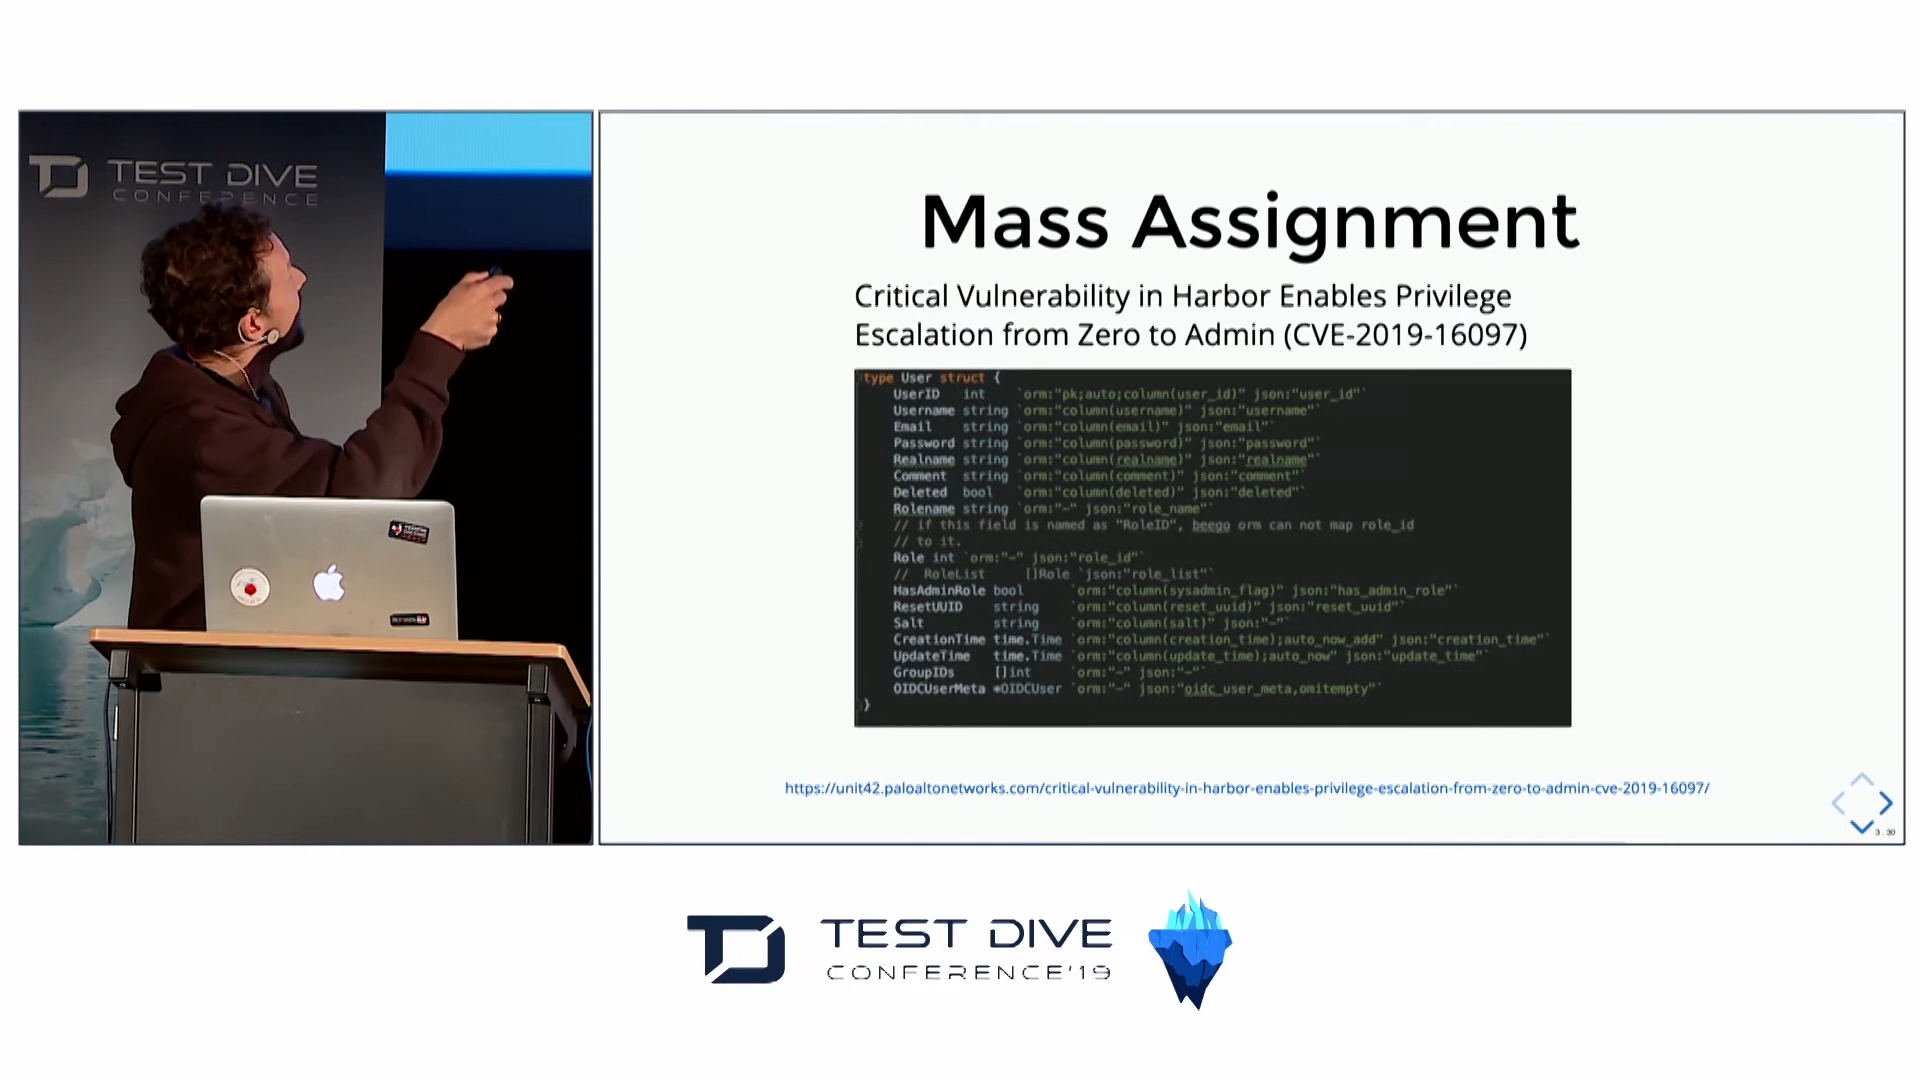 TEST DIVE
CONFERENCE
Mass Assignment
Critical Vulnerability in Harbor Enables Privilege
Escalation from Zero to Admin (CVE-2019-16097)
type User struct {
UserID int `orm:"pk;auto;column(user_id)" json:"user_id"`
Username string `orm:"column(username)" json:"username"`
Email string `orm:"column(email)" json:"email"`
Password string `orm:"column(password)" json:"password"`
Realname string `orm:"column(realname)" json:"realname"`
Comment string `orm:"column(comment)" json:"comment"`
Deleted bool `orm:"column(deleted)" json:"deleted"`
Rolename string `orm:"-" json:"role_name"`
// if this field is named as "RoleID", beego orm can not map role_id
// to it.
Role int `orm:"-" json:"role_id"`
// RoleList []Role `json:"role_list"`
HasAdminRole bool `orm:"column(sysadmin_flag)" json:"has_admin_role"`
ResetUUID string `orm:"column(reset_uuid)" json:"reset_uuid"`
Salt string `orm:"column(salt)" json:"-"`
CreationTime time.Time `orm:"column(creation_time);auto_now_add" json:"creation_time"`
UpdateTime time.Time `orm:"column(update_time);auto_now" json:"update_time"`
GroupIDs []int `orm:"-" json:"-"`
OIDCUserMeta *OIDCUser `orm:"-" json:"oidc_user_meta,omitempty"`
}
https://unit42.paloaltonetworks.com/critical-vulnerability-in-harbor-enables-privilege-escalation-from-zero-to-admin-cve-2019-16097/
3.30
TEST DIVE
CONFERENCE'19